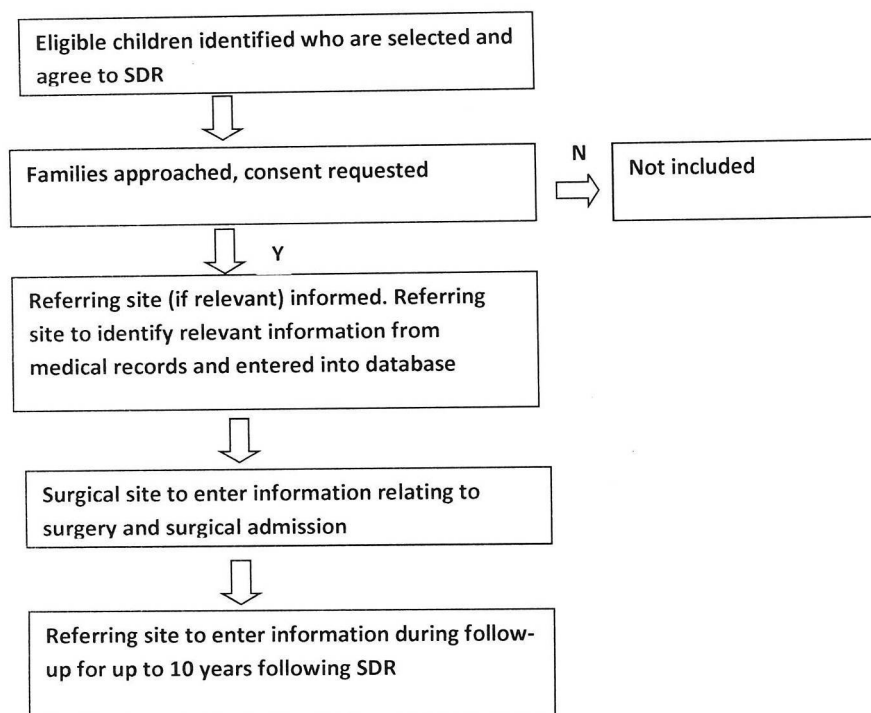 Eligible children identified who are selected and
agree to SDR
Families approached, consent requested
N
Not included
Y
Referring site (if relevant) informed. Referring
site to identify relevant information from
medical records and entered into database
Surgical site to enter information relating to
surgery and surgical admission
Referring site to enter information during follow-
up for up to 10 years following SDR